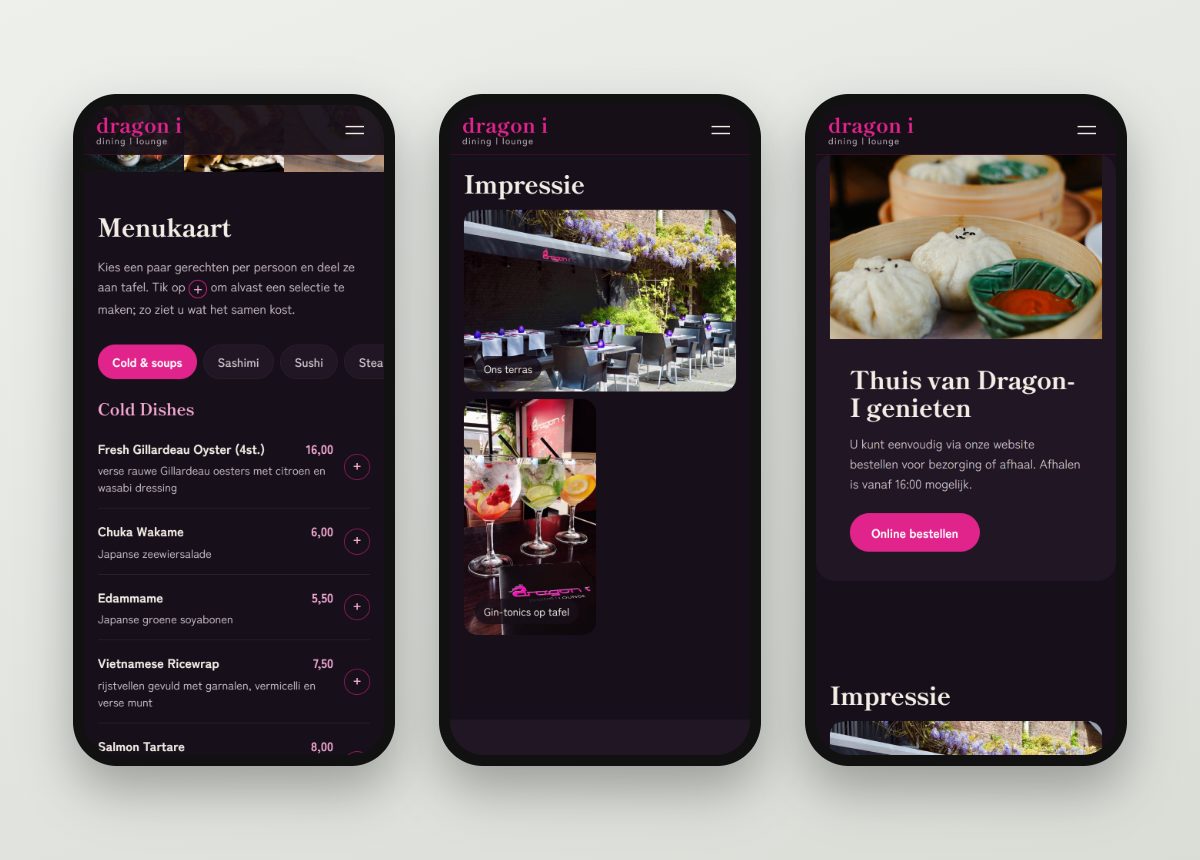 dragon i
dining | lounge
Menukaart
Kies een paar gerechten per persoon en deel ze
aan tafel. Tik op + om alvast een selectie te
maken; zo ziet u wat het samen kost.
Cold & soups
Sashimi
Sushi
Stea
Cold Dishes
Fresh Gillardeau Oyster (4st.) 16,00
verse rauwe Gillardeau oesters met citroen en
wasabi dressing
+
Chuka Wakame 6,00
Japanse zeewiersalade
+
Edammame 5,50
Japanse groene soyabonen
+
Vietnamese Ricewrap 7,50
rijstvellen gevuld met garnalen, vermicelli en
verse munt
+
Salmon Tartare 8,00
dragon i
dining | lounge
Impressie
dragon i
Ons terras
dragon i
dragon i
LOUNGE
Gin-tonics op tafel
dragon i
dining | lounge
Thuis van Dragon-
I genieten
U kunt eenvoudig via onze website
bestellen voor bezorging of afhaal. Afhalen
is vanaf 16:00 mogelijk.
Online bestellen
Impressie